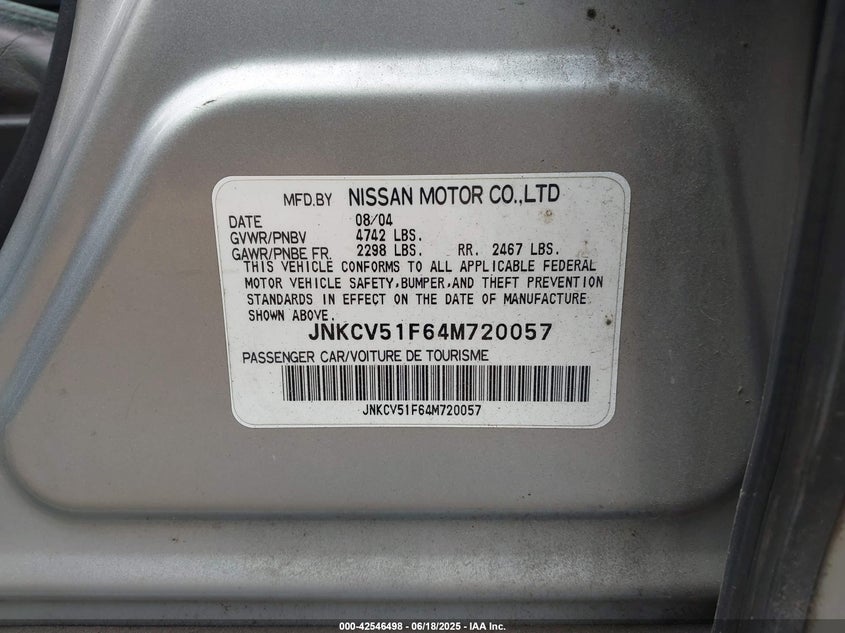 MFD.BY NISSAN MOTOR CO.,LTD
DATE 08/04
GVWR/PNBV 4742 LBS.
GAWR/PNBE FR. 2298 LBS. RR. 2467 LBS.
THIS VEHICLE CONFORMS TO ALL APPLICABLE FEDERAL
MOTOR VEHICLE SAFETY,BUMPER,AND THEFT PREVENTION
STANDARDS IN EFFECT ON THE DATE OF MANUFACTURE
SHOWN ABOVE.
JNKCV51F64M720057
PASSENGER CAR/VOITURE DE TOURISME
JNKCV51F64M720057
000-42546498 - 06/18/2025 - IAA Inc.